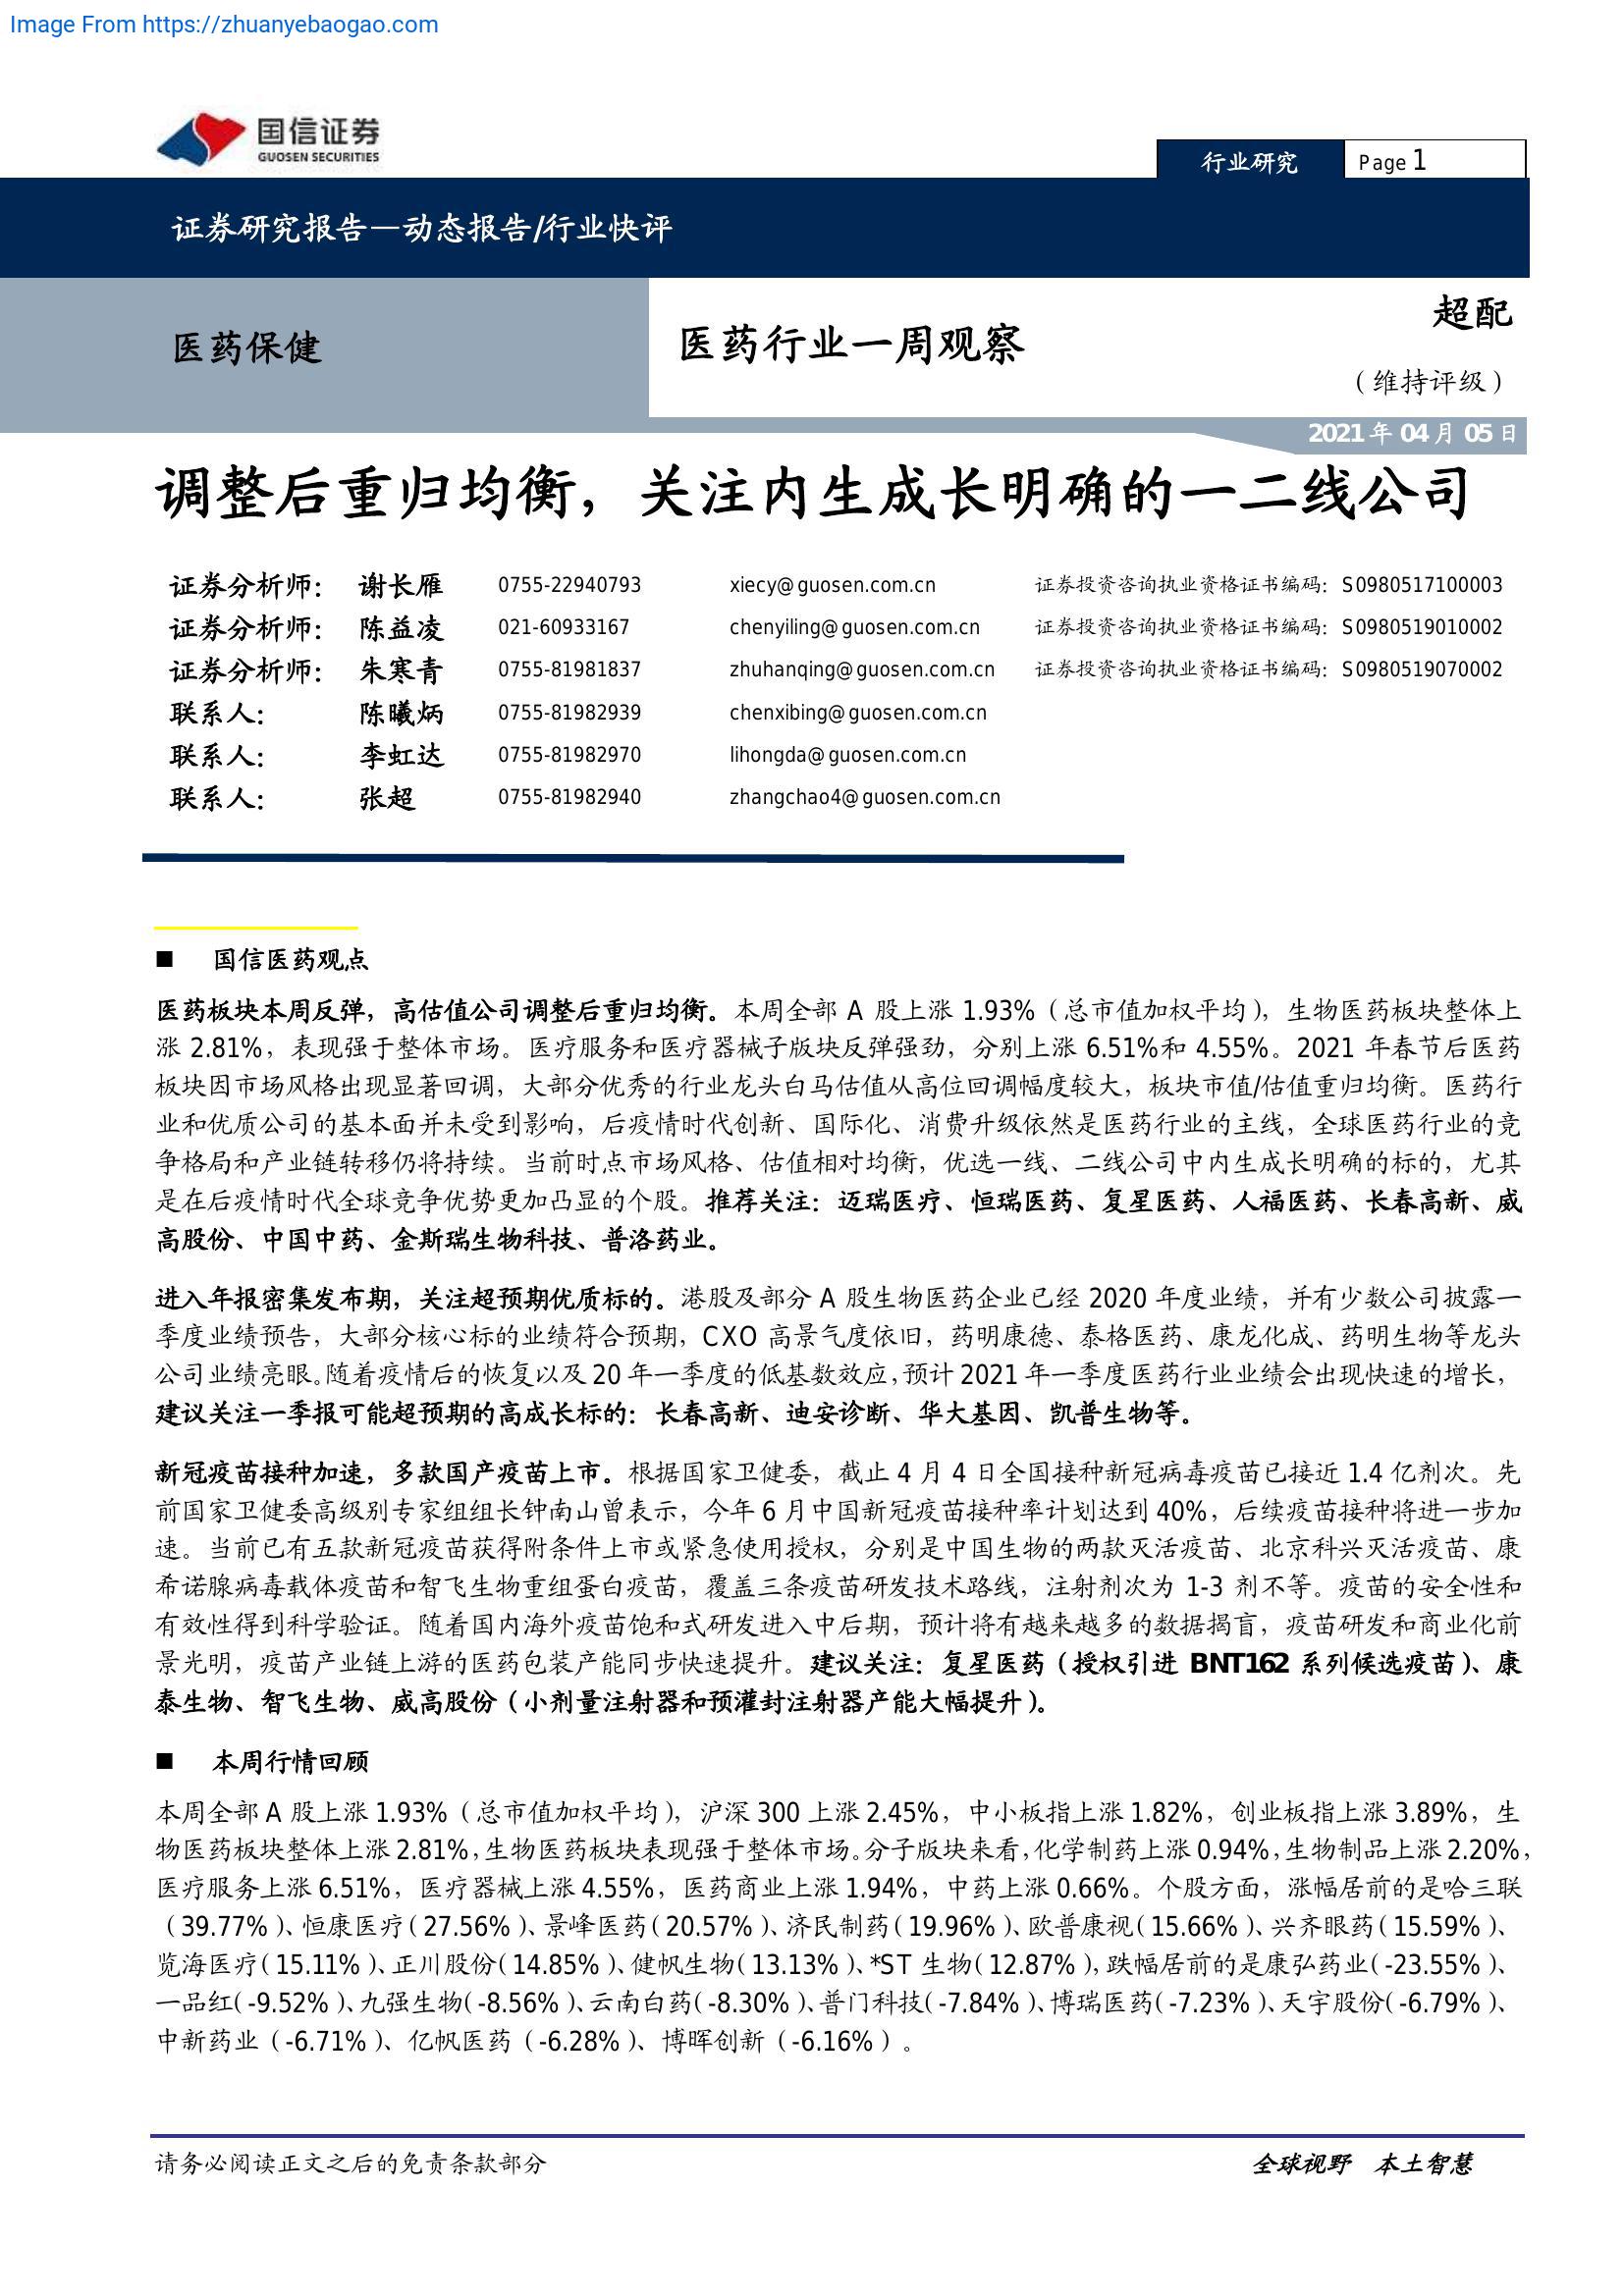 Image From https://zhuanyebaogao.com
国信证券
GUOSEN SECURITIES
行业研究
Page 1
证券研究报告—动态报告/行业快评
医药保健
医药行业一周观察
超配
（维持评级）
2021 年 04 月 05 日
调整后重归均衡，关注内生成长明确的一二线公司
证券分析师： 谢长雁 0755-22940793 xiecy@guosen.com.cn 证券投资咨询执业资格证书编码：S0980517100003
证券分析师： 陈益凌 021-60933167 chenyiling@guosen.com.cn 证券投资咨询执业资格证书编码：S0980519010002
证券分析师： 朱寒青 0755-81981837 zhuhanqing@guosen.com.cn 证券投资咨询执业资格证书编码：S0980519070002
联系人： 陈曦炳 0755-81982939 chenxibing@guosen.com.cn
联系人： 李虹达 0755-81982970 lihongda@guosen.com.cn
联系人： 张超 0755-81982940 zhangchao4@guosen.com.cn
■ 国信医药观点
医药板块本周反弹，高估值公司调整后重归均衡。本周全部 A 股上涨 1.93%（总市值加权平均），生物医药板块整体上
涨 2.81%，表现强于整体市场。医疗服务和医疗器械子版块反弹强劲，分别上涨 6.51%和 4.55%。2021 年春节后医药
板块因市场风格出现显著回调，大部分优秀的行业龙头白马估值从高位回调幅度较大，板块市值/估值重归均衡。医药行
业和优质公司的基本面并未受到影响，后疫情时代创新、国际化、消费升级依然是医药行业的主线，全球医药行业的竞
争格局和产业链转移仍将持续。当前时点市场风格、估值相对均衡，优选一线、二线公司中内生成长明确的标的，尤其
是在后疫情时代全球竞争优势更加凸显的个股。推荐关注：迈瑞医疗、恒瑞医药、复星医药、人福医药、长春高新、威
高股份、中国中药、金斯瑞生物科技、普洛药业。
进入年报密集发布期，关注超预期优质标的。港股及部分 A 股生物医药企业已经 2020 年度业绩，并有少数公司披露一
季度业绩预告，大部分核心标的业绩符合预期，CXO 高景气度依旧，药明康德、泰格医药、康龙化成、药明生物等龙头
公司业绩亮眼。随着疫情后的恢复以及 20 年一季度的低基数效应，预计 2021 年一季度医药行业业绩会出现快速的增长，
建议关注一季报可能超预期的高成长标的：长春高新、迪安诊断、华大基因、凯普生物等。
新冠疫苗接种加速，多款国产疫苗上市。根据国家卫健委，截止 4 月 4 日全国接种新冠病毒疫苗已接近 1.4 亿剂次。先
前国家卫健委高级别专家组组长钟南山曾表示，今年 6 月中国新冠疫苗接种率计划达到 40%，后续疫苗接种将进一步加
速。当前已有五款新冠疫苗获得附条件上市或紧急使用授权，分别是中国生物的两款灭活疫苗、北京科兴灭活疫苗、康
希诺腺病毒载体疫苗和智飞生物重组蛋白疫苗，覆盖三条疫苗研发技术路线，注射剂次为 1-3 剂不等。疫苗的安全性和
有效性得到科学验证。随着国内海外疫苗饱和式研发进入中后期，预计将有越来越多的数据揭盲，疫苗研发和商业化前
景光明，疫苗产业链上游的医药包装产能同步快速提升。建议关注：复星医药（授权引进 BNT162 系列候选疫苗）、康
泰生物、智飞生物、威高股份（小剂量注射器和预灌封注射器产能大幅提升）。
■ 本周行情回顾
本周全部 A 股上涨 1.93%（总市值加权平均），沪深 300 上涨 2.45%，中小板指上涨 1.82%，创业板指上涨 3.89%，生
物医药板块整体上涨 2.81%，生物医药板块表现强于整体市场。分子版块来看，化学制药上涨 0.94%，生物制品上涨 2.20%，
医疗服务上涨 6.51%，医疗器械上涨 4.55%，医药商业上涨 1.94%，中药上涨 0.66%。个股方面，涨幅居前的是哈三联
（39.77%）、恒康医疗（27.56%）、景峰医药（20.57%）、济民制药（19.96%）、欧普康视（15.66%）、兴齐眼药（15.59%）、
览海医疗（15.11%）、正川股份（14.85%）、健帆生物（13.13%）、*ST 生物（12.87%），跌幅居前的是康弘药业（-23.55%）、
一品红（-9.52%）、九强生物（-8.56%）、云南白药（-8.30%）、普门科技（-7.84%）、博瑞医药（-7.23%）、天宇股份（-6.79%）、
中新药业（-6.71%）、亿帆医药（-6.28%）、博晖创新（-6.16%）。
请务必阅读正文之后的免责条款部分
全球视野 本土智慧